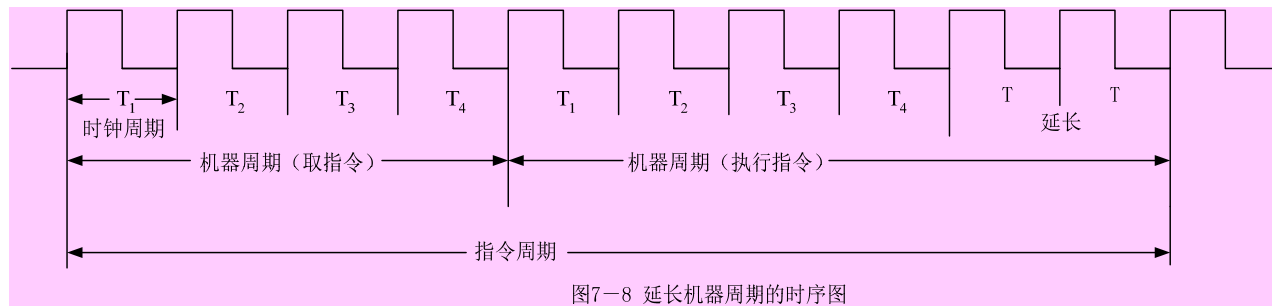 T1 T2 T3 T4 T1 T2 T3 T4 T T
时钟周期 延长
机器周期（取指令） 机器周期（执行指令）
指令周期
图7－8 延长机器周期的时序图